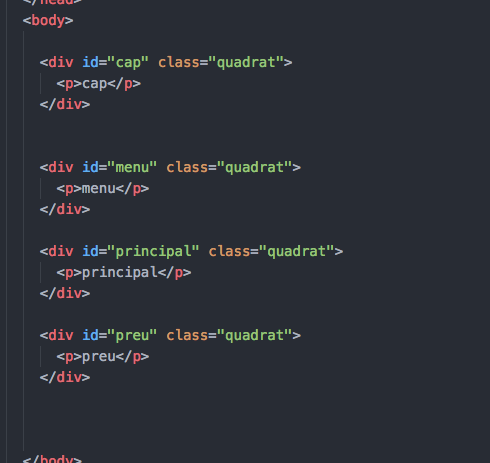 </head>
<body>
<div id="cap" class="quadrat">
<p>cap</p>
</div>
<div id="menu" class="quadrat">
<p>menu</p>
</div>
<div id="principal" class="quadrat">
<p>principal</p>
</div>
<div id="preu" class="quadrat">
<p>preu</p>
</div>
</body>